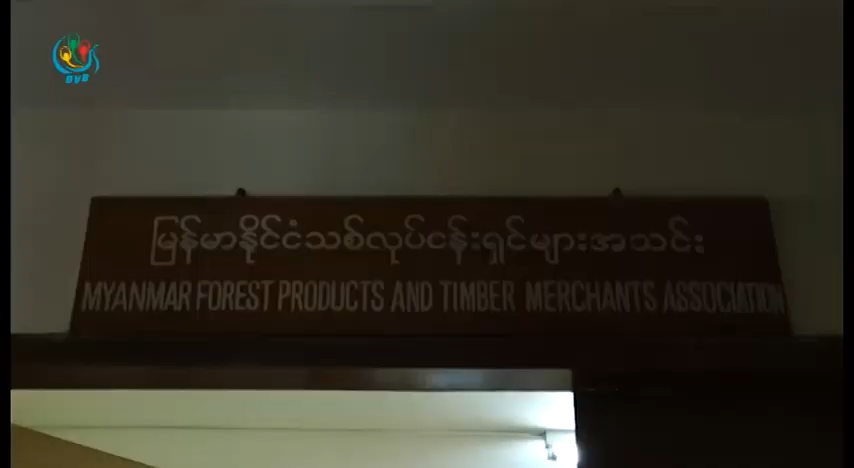 DVB
မြန်မာနိုင်ငံသစ်လုပ်ငန်းရှင်များအသင်း
MYANMAR FOREST PRODUCTS AND TIMBER MERCHANTS ASSOCIATION